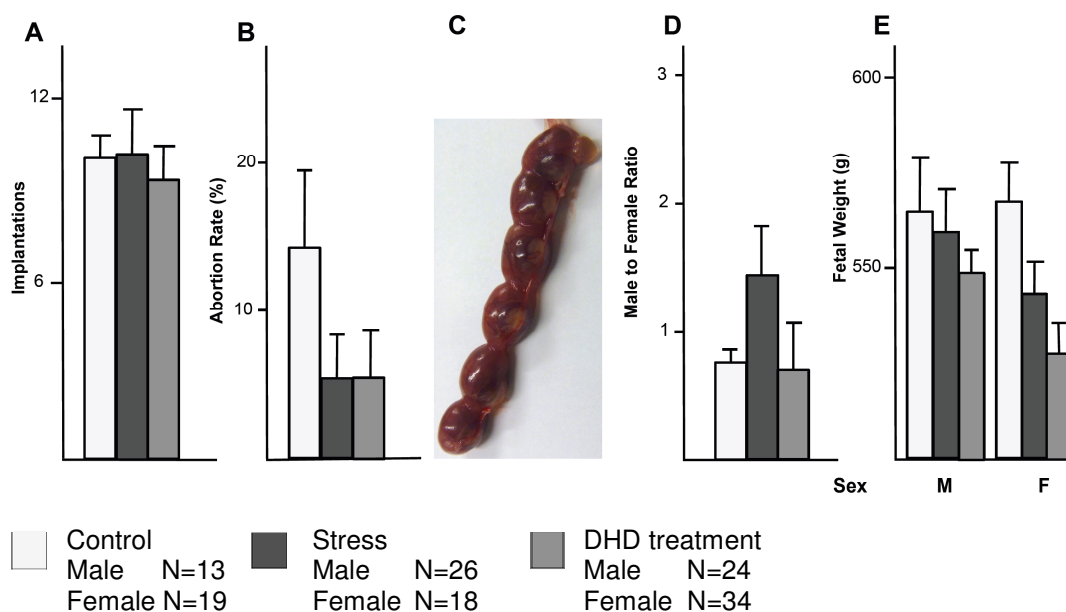 A
Implantations
12
6
B
Abortion Rate (%)
20
10
C
D
Male to Female Ratio
3
2
1
E
Fetal Weight (g)
600
550
Sex M F
Control
Male N=13
Female N=19
Stress
Male N=26
Female N=18
DHD treatment
Male N=24
Female N=34